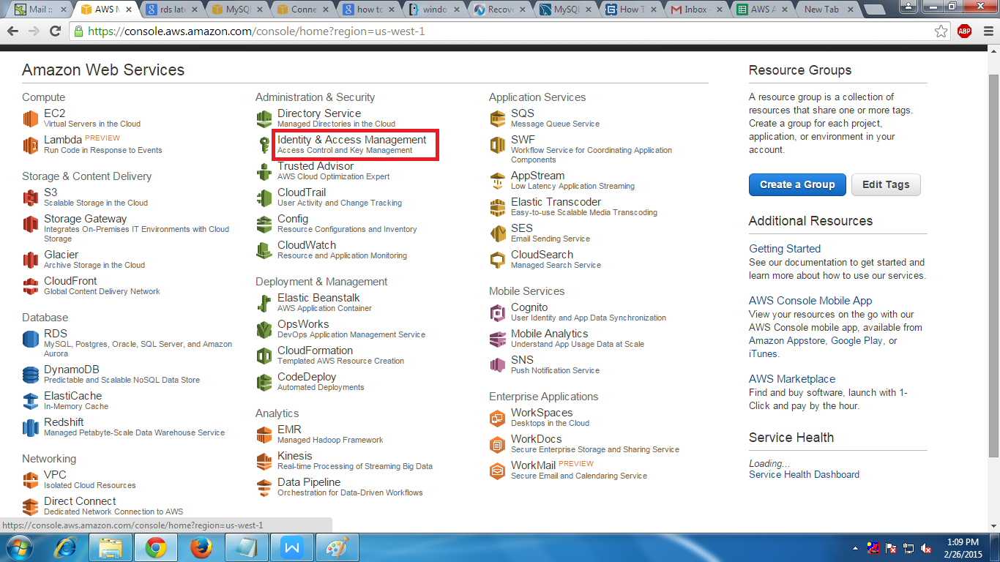 Mail ::
AWS M
rds late
MySQL
Conne
how to
windo
Recove
MySQL
How T
Inbox
AWS A
New Tab
https://console.aws.amazon.com/console/home?region=us-west-1
ABP
Amazon Web Services
Compute
EC2
Virtual Servers in the Cloud
Lambda PREVIEW
Run Code in Response to Events
Storage & Content Delivery
S3
Scalable Storage in the Cloud
Storage Gateway
Integrates On-Premises IT Environments with Cloud
Storage
Glacier
Archive Storage in the Cloud
CloudFront
Global Content Delivery Network
Database
RDS
MySQL, Postgres, Oracle, SQL Server, and Amazon
Aurora
DynamoDB
Predictable and Scalable NoSQL Data Store
ElastiCache
In-Memory Cache
Redshift
Managed Petabyte-Scale Data Warehouse Service
Networking
VPC
Isolated Cloud Resources
Direct Connect
Dedicated Network Connection to AWS
Administration & Security
Directory Service
Managed Directories in the Cloud
Identity & Access Management
Access Control and Key Management
Trusted Advisor
AWS Cloud Optimization Expert
CloudTrail
User Activity and Change Tracking
Config
Resource Configurations and Inventory
CloudWatch
Resource and Application Monitoring
Deployment & Management
Elastic Beanstalk
AWS Application Container
OpsWorks
DevOps Application Management Service
CloudFormation
Templated AWS Resource Creation
CodeDeploy
Automated Deployments
Analytics
EMR
Managed Hadoop Framework
Kinesis
Real-time Processing of Streaming Big Data
Data Pipeline
Orchestration for Data-Driven Workflows
Application Services
SQS
Message Queue Service
SWF
Workflow Service for Coordinating Application
Components
AppStream
Low Latency Application Streaming
Elastic Transcoder
Easy-to-use Scalable Media Transcoding
SES
Email Sending Service
CloudSearch
Managed Search Service
Mobile Services
Cognito
User Identity and App Data Synchronization
Mobile Analytics
Understand App Usage Data at Scale
SNS
Push Notification Service
Enterprise Applications
WorkSpaces
Desktops in the Cloud
WorkDocs
Secure Enterprise Storage and Sharing Service
WorkMail PREVIEW
Secure Email and Calendaring Service
Resource Groups
A resource group is a collection of
resources that share one or more tags.
Create a group for each project,
application, or environment in your
account.
Create a Group
Edit Tags
Additional Resources
Getting Started
See our documentation to get started and
learn more about how to use our services.
AWS Console Mobile App
View your resources on the go with our
AWS Console mobile app, available from
Amazon Appstore, Google Play, or
iTunes.
AWS Marketplace
Find and buy software, launch with 1-
Click and pay by the hour.
Service Health
Loading...
Service Health Dashboard
https://console.aws.amazon.com/console/home?region=us-west-1
W
1:09 PM
2/26/2015